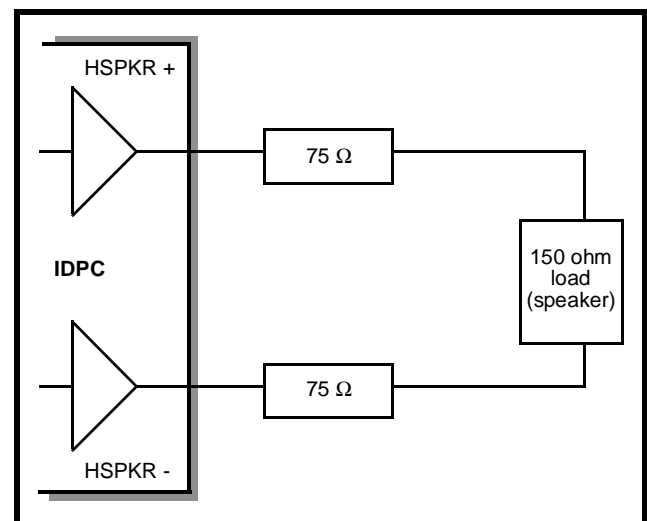 HSPKR +
75 Ω
IDPC
150 ohm
load
(speaker)
75 Ω
HSPKR -